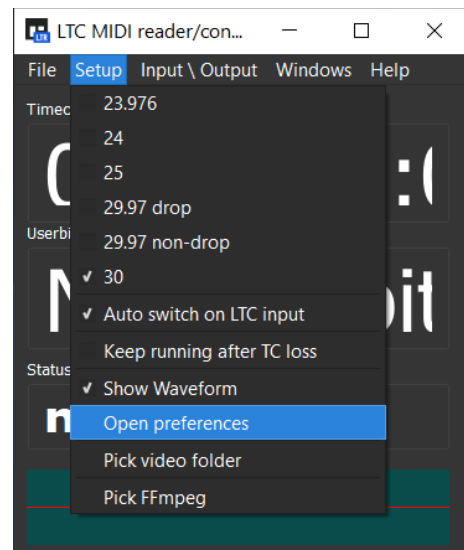 LTC MIDI reader/con...
File Setup Input \ Output Windows Help
23.976
24
25
29.97 drop
29.97 non-drop
30
Auto switch on LTC input
Keep running after TC loss
Status
Show Waveform
Open preferences
Pick video folder
Pick FFmpeg